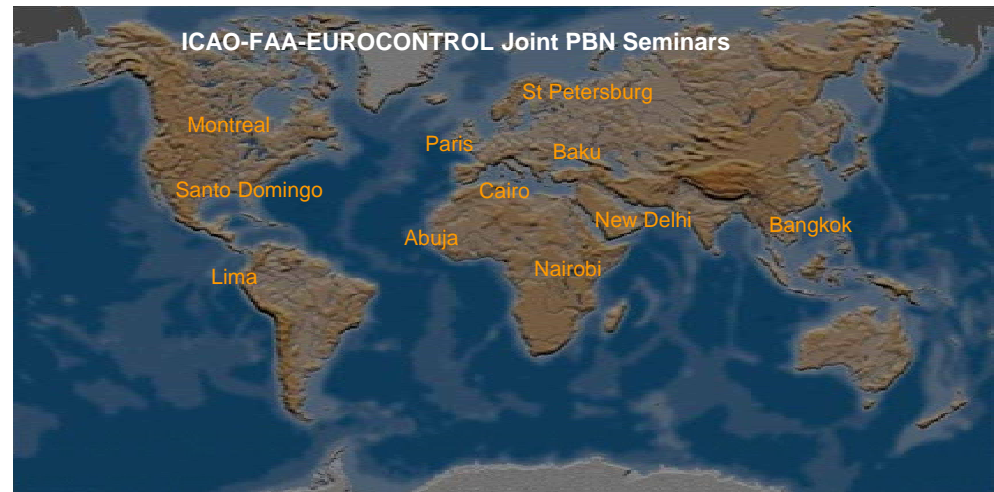 ICAO-FAA-EUROCONTROL Joint PBN Seminars
St Petersburg
Montreal
Paris
Baku
Santo Domingo
Cairo
New Delhi
Bangkok
Abuja
Nairobi
Lima